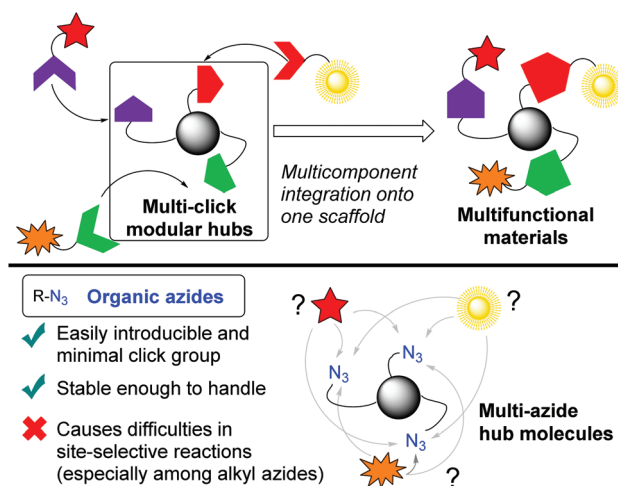 Multicomponent
integration onto
one scaffold
Multi-click
modular hubs
Multifunctional
materials
R-N3 Organic azides
Easily introducible and
minimal click group
Stable enough to handle
Causes difficulties in
site-selective reactions
(especially among alkyl azides)
?
?
N3
N3
N3
?
Multi-azide
hub molecules